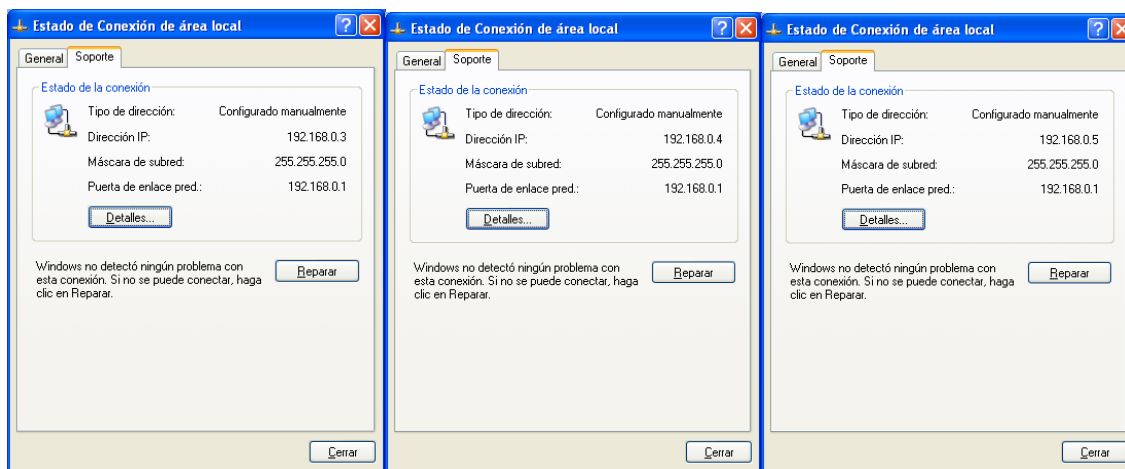 Estado de Conexión de área local
General Soporte
Estado de la conexión
Tipo de dirección: Configurado manualmente
Dirección IP: 192.168.0.3
Máscara de subred: 255.255.255.0
Puerta de enlace pred.: 192.168.0.1
Detalles...
Windows no detectó ningún problema con
esta conexión. Si no se puede conectar, haga
clic en Reparar.
Reparar
Cerrar
Estado de Conexión de área local
General Soporte
Estado de la conexión
Tipo de dirección: Configurado manualmente
Dirección IP: 192.168.0.4
Máscara de subred: 255.255.255.0
Puerta de enlace pred.: 192.168.0.1
Detalles...
Windows no detectó ningún problema con
esta conexión. Si no se puede conectar, haga
clic en Reparar.
Reparar
Cerrar
Estado de Conexión de área local
General Soporte
Estado de la conexión
Tipo de dirección: Configurado manualmente
Dirección IP: 192.168.0.5
Máscara de subred: 255.255.255.0
Puerta de enlace pred.: 192.168.0.1
Detalles...
Windows no detectó ningún problema con
esta conexión. Si no se puede conectar, haga
clic en Reparar.
Reparar
Cerrar